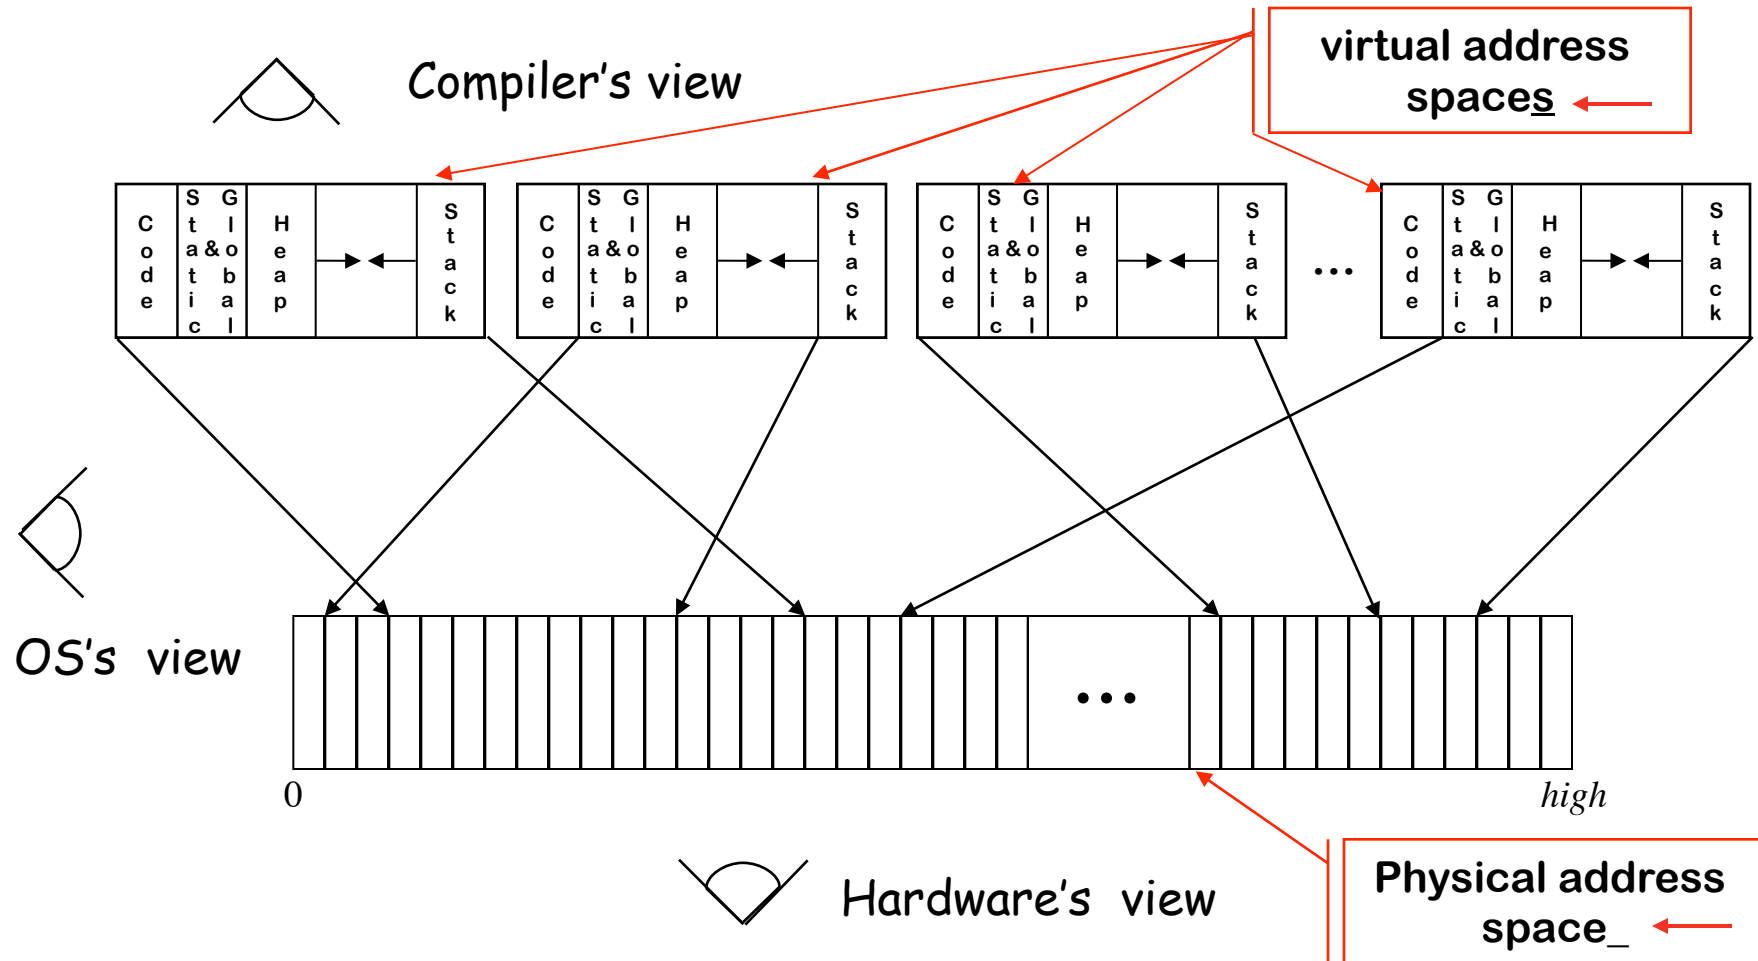 Compiler's view
virtual address
spaces
Code
Static
&
Global
Heap
Stack
Code
Static
&
Global
Heap
Stack
Code
Static
&
Global
Heap
Stack
...
Code
Static
&
Global
Heap
Stack
OS's view
...
0
high
Hardware's view
Physical address
space_